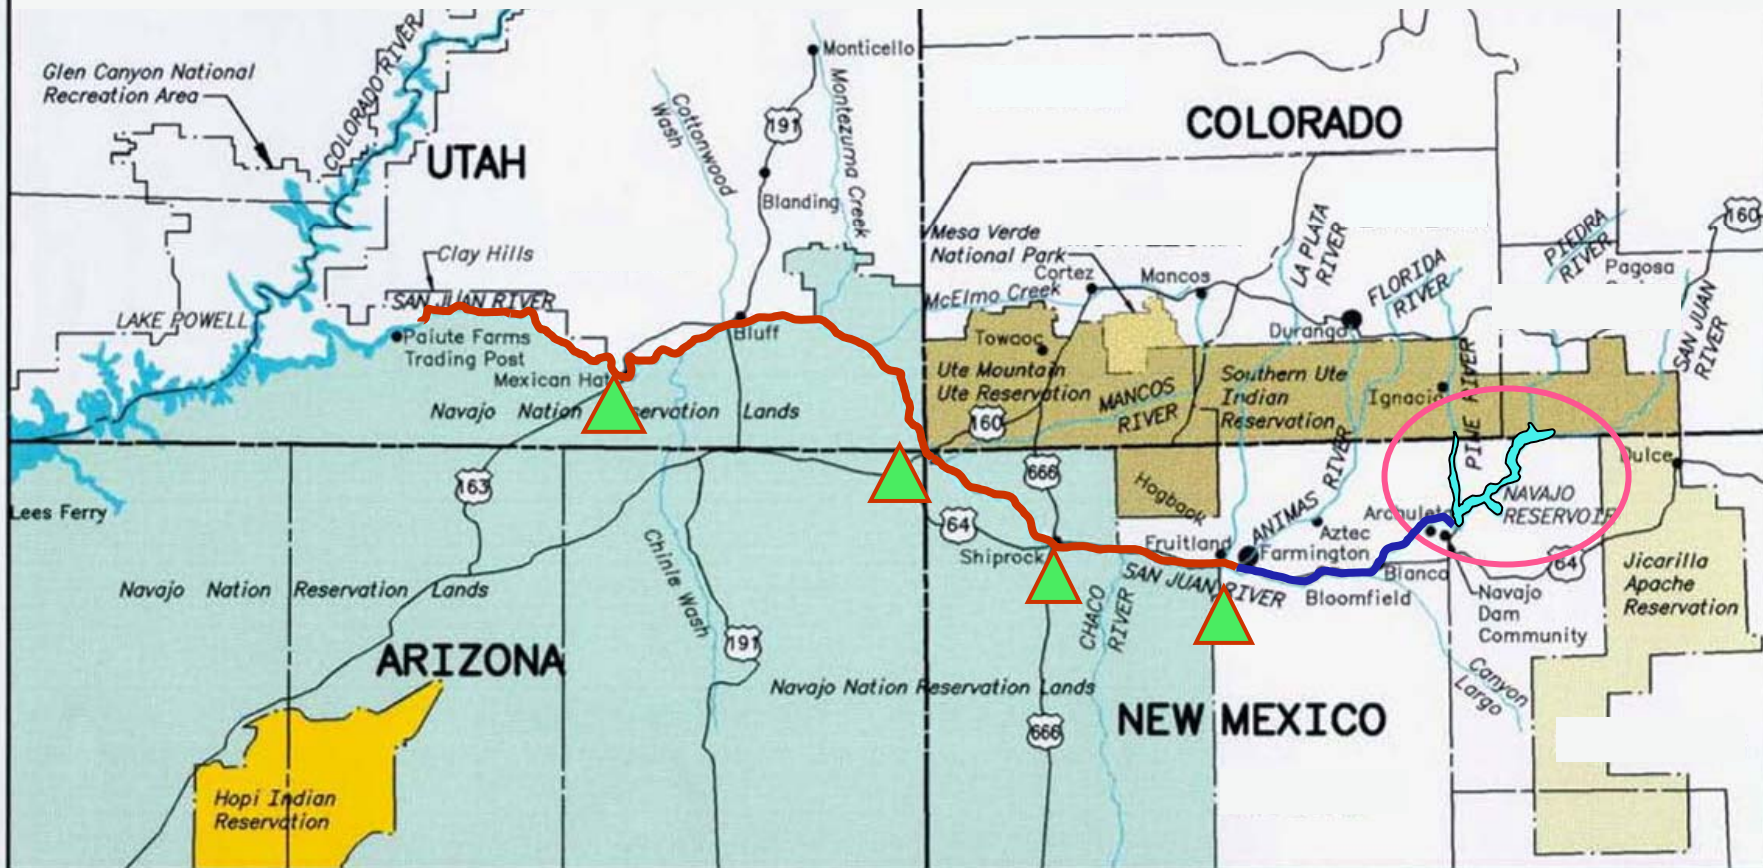 Glen Canyon National
Recreation Area
COLORADO RIVER
COLORADO RIVER
UTAH
Cottonwood
Wash
191
Monticello
Montezuma Creek
Blanding
COLORADO
Mesa Verde
National Park
Cortez
Mancos
McElmo Creek
LA PLATA
RIVER
FLORIDA
RIVER
PIEDRA
RIVER
160
Pagosa
SAN JUAN
RIVER
Clay Hills
SAN JUAN RIVER
LAKE POWELL
Paiute Farms
Trading Post
Bluff
Mexican Hat
Navajo Nation Reservation Lands
Towaoc
Ute Mountain
Ute Reservation
160
MANCOS
RIVER
Durango
Southern Ute
Indian
Reservation
Ignacio
PINE RIVER
Dulce
NAVAJO
RESERVOIR
163
Lees Ferry
666
Hogback
64
Shiprock
Fruitland
ANIMAS RIVER
Aztec
Farmington
Archuleta
Blanco
64
SAN JUAN RIVER
Bloomfield
Navajo
Dam
Community
Jicarilla
Apache
Reservation
Chinle Wash
CHACO
RIVER
Navajo Nation Reservation Lands
191
ARIZONA
Navajo Nation Reservation Lands
Canyon
Largo
666
NEW MEXICO
Hopi Indian
Reservation